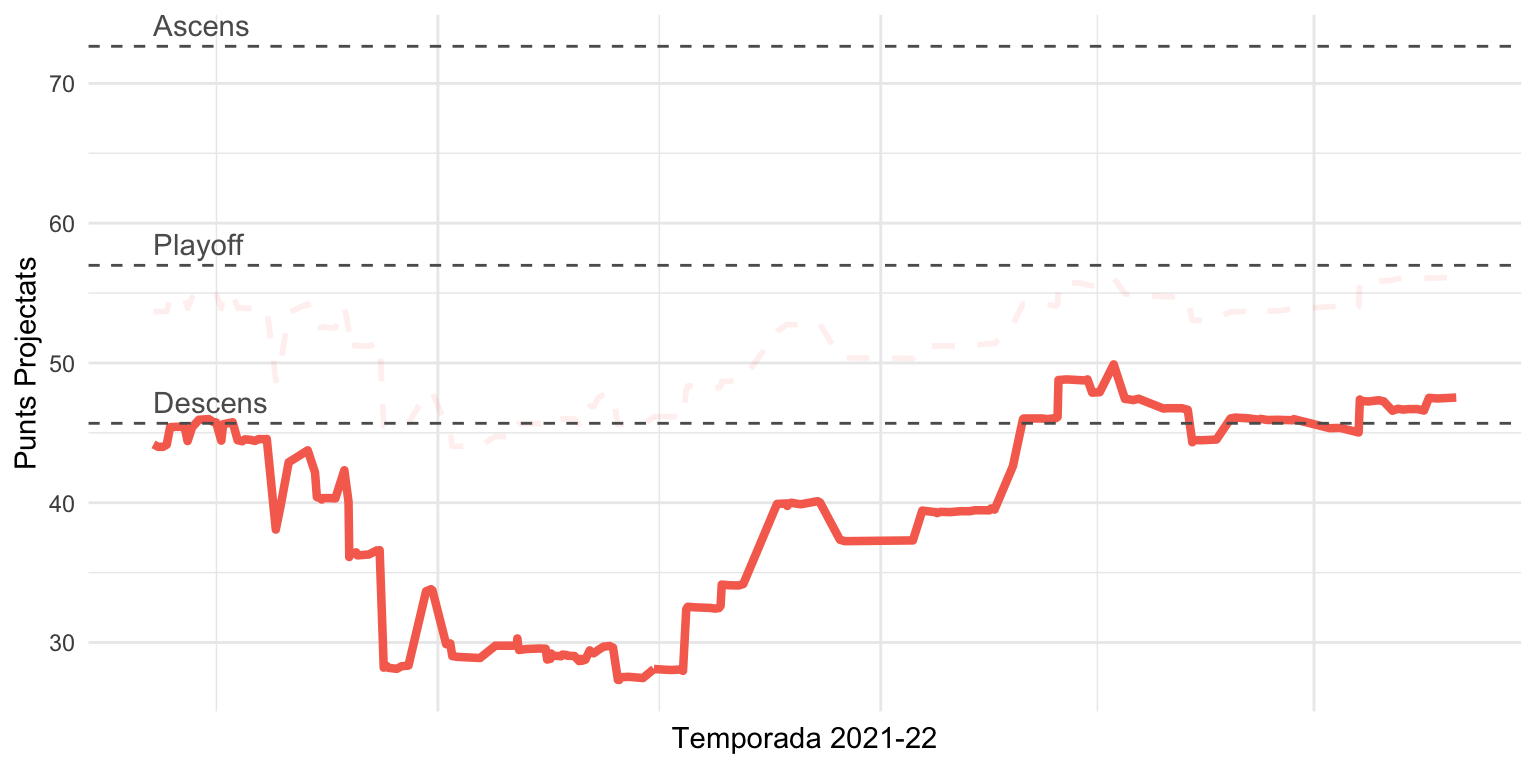 Ascens
70
60
Playoff
50
Descens
40
30
Punts Projectats
Temporada 2021-22